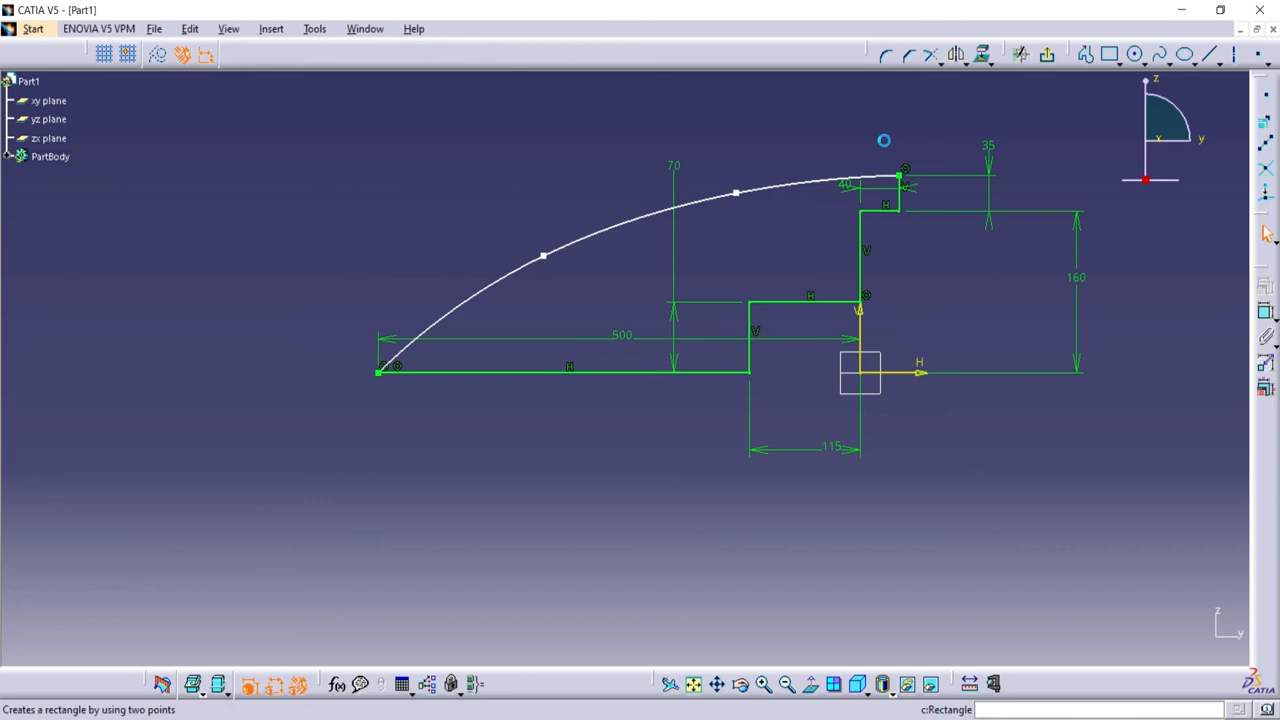 CATIA V5 - [Part1]
Start ENOVIA V5 VPM File Edit View Insert Tools Window Help
Part1
xy plane
yz plane
zx plane
PartBody
z
x
y
70
40
35
H
V
160
H
V
V
500
H
H
115
z
y
f(x)
CATIA
Creates a rectangle by using two points
c:Rectangle